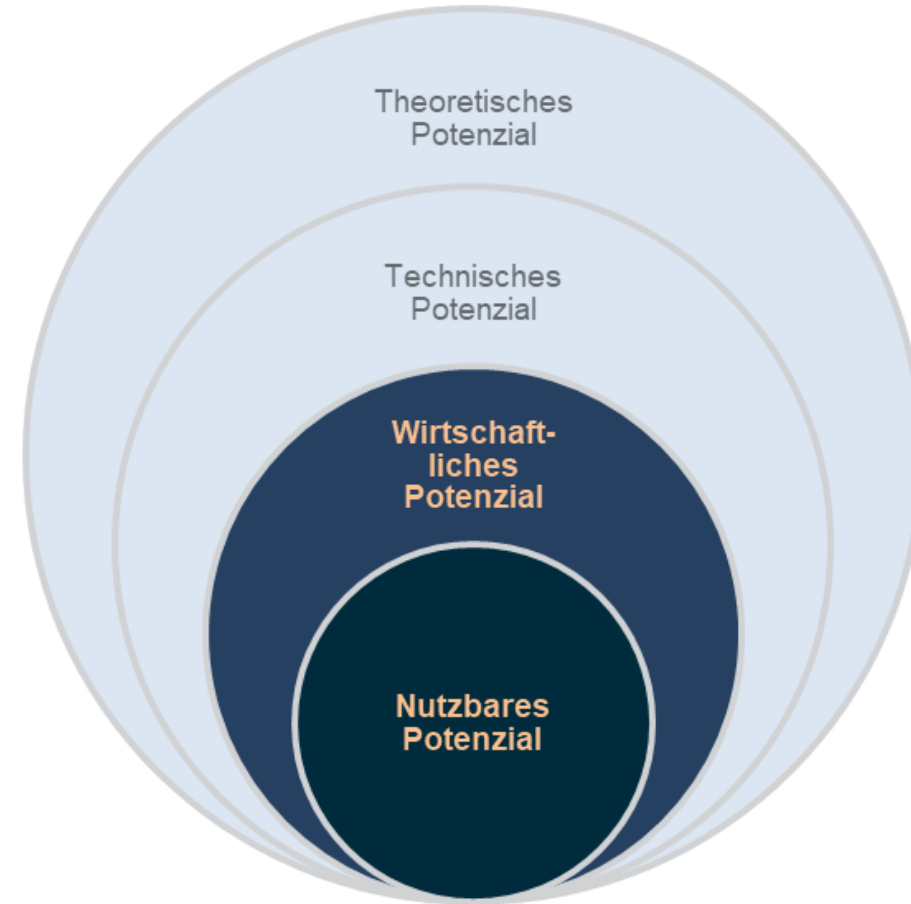 Theoretisches
Potenzial
Technisches
Potenzial
Wirtschaft-
liches
Potenzial
Nutzbares
Potenzial